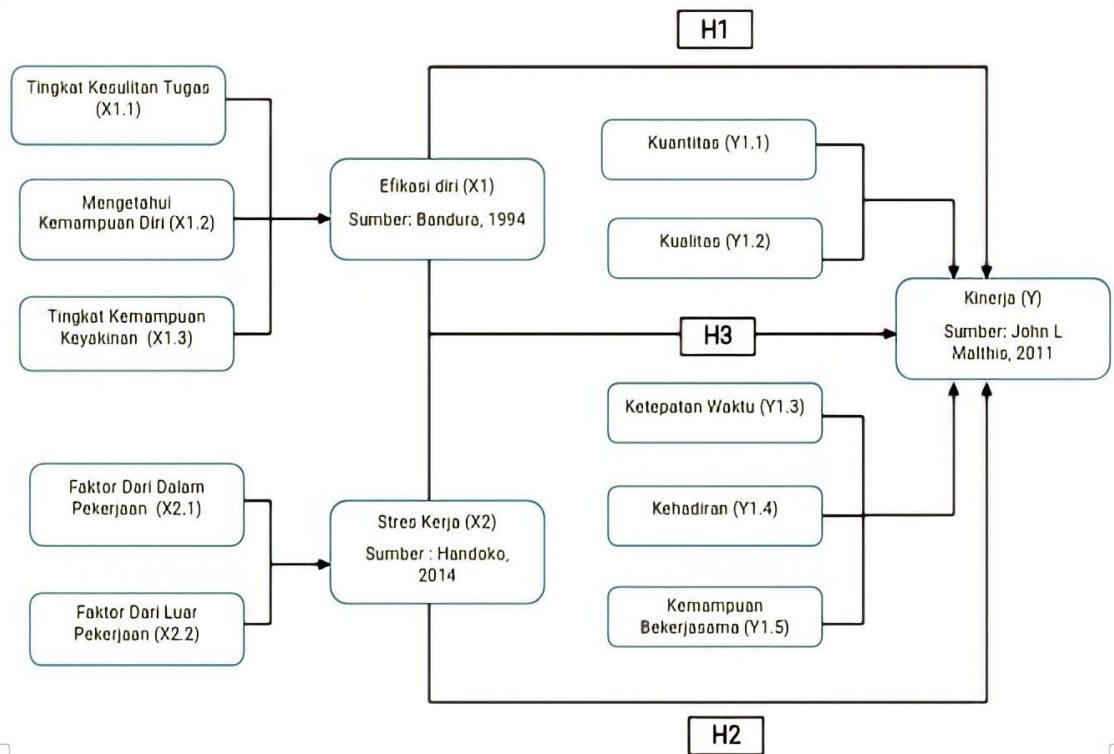 H1
Tingkat Kesulitan Tugas
(X1.1)
Mengetahui
Kemampuan Diri (X1.2)
Tingkat Kemampuan
Keyakinan (X1.3)
Efikasi diri (X1)
Sumber: Bandura, 1994
Kuantitas (Y1.1)
Kualitas (Y1.2)
Kinerja (Y)
Sumber: John L
Malthis, 2011
H3
Ketepatan Waktu (Y1.3)
Kehadiran (Y1.4)
Kemampuan
Bekerjasama (Y1.5)
Faktor Dari Dalam
Pekerjaan (X2.1)
Faktor Dari Luar
Pekerjaan (X2.2)
Stres Kerja (X2)
Sumber : Handoko,
2014
H2